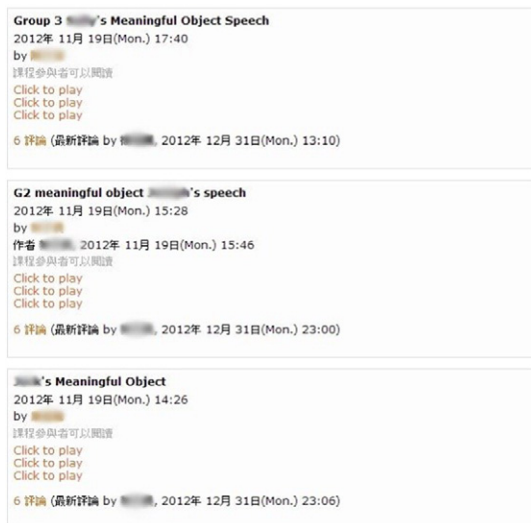 Group 3 's Meaningful Object Speech
2012年 11月 19日(Mon.) 17:40
by
課程參與者可以閱讀
Click to play
Click to play
Click to play
6 評論 (最新評論 by , 2012年 12月 31日(Mon.) 13:10)
G2 meaningful object 's speech
2012年 11月 19日(Mon.) 15:28
by
作者 , 2012年 11月 19日(Mon.) 15:46
課程參與者可以閱讀
Click to play
Click to play
Click to play
6 評論 (最新評論 by , 2012年 12月 31日(Mon.) 23:00)
's Meaningful Object
2012年 11月 19日(Mon.) 14:26
by
課程參與者可以閱讀
Click to play
Click to play
Click to play
6 評論 (最新評論 by , 2012年 12月 31日(Mon.) 23:06)